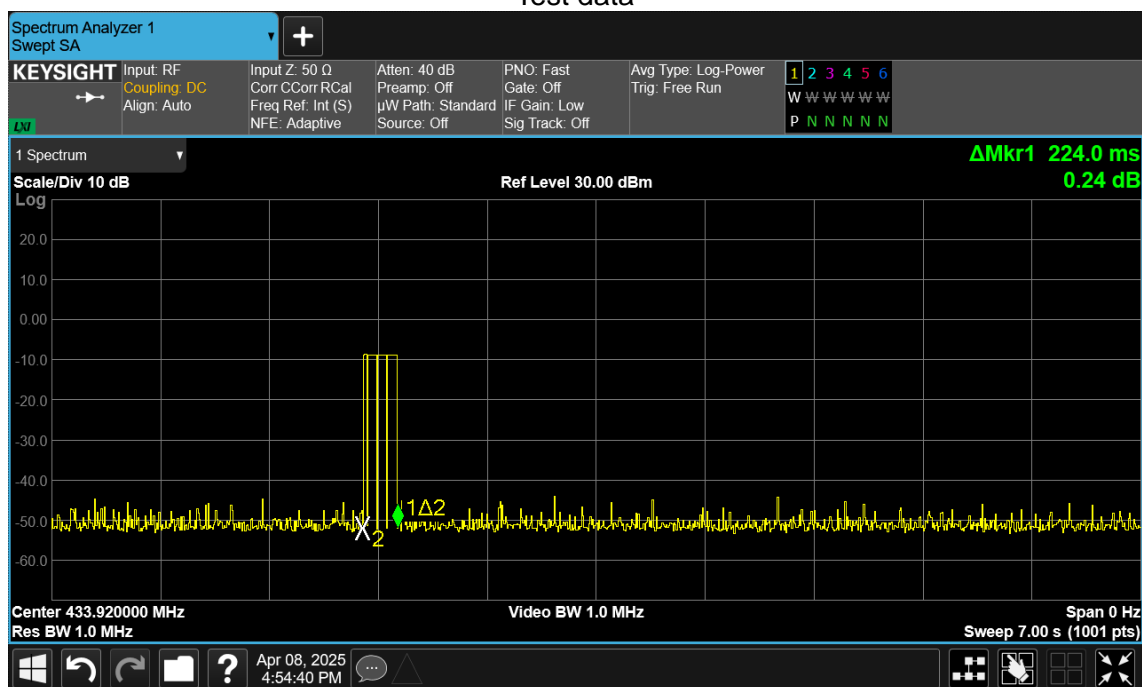 Test data
Spectrum Analyzer 1
Swept SA
KEYSIGHT
LXI
Input: RF
Coupling: DC
Align: Auto
Input Z: 50 Ω
Corr CCorr RCal
Freq Ref: Int (S)
NFE: Adaptive
Atten: 40 dB
Preamp: Off
µW Path: Standard
Source: Off
PNO: Fast
Gate: Off
IF Gain: Low
Sig Track: Off
Avg Type: Log-Power
Trig: Free Run
1 2 3 4 5 6
W W W W W W
P N N N N N
1 Spectrum
ΔMkr1 224.0 ms
0.24 dB
Scale/Div 10 dB
Ref Level 30.00 dBm
Log
20.0
10.0
0.00
-10.0
-20.0
-30.0
-40.0
-50.0
-60.0
1Δ2
2
Center 433.920000 MHz
Video BW 1.0 MHz
Span 0 Hz
Res BW 1.0 MHz
Sweep 7.00 s (1001 pts)
?
Apr 08, 2025
4:54:40 PM